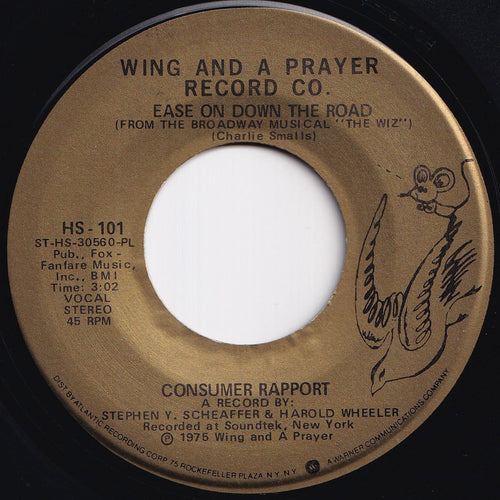 WING AND A PRAYER
RECORD CO.
EASE ON DOWN THE ROAD
(FROM THE BROADWAY MUSICAL "THE WIZ")
(Charlie Smalls)
HS-101
ST-HS-30560-PL
Pub., Fox -
Fanfare Music,
Inc., BMI
Time: 3:02
VOCAL
STEREO
45 RPM
CONSUMER RAPPORT
A RECORD BY:
STEPHEN Y. SCHEAFFER & HAROLD WHEELER
Recorded at Soundtek, New York
Ⓟ 1975 Wing and A Prayer
DIST BY ATLANTIC RECORDING CORP 75 ROCKEFELLER PLAZA N.Y. N.Y. W A WARNER COMMUNICATIONS COMPANY